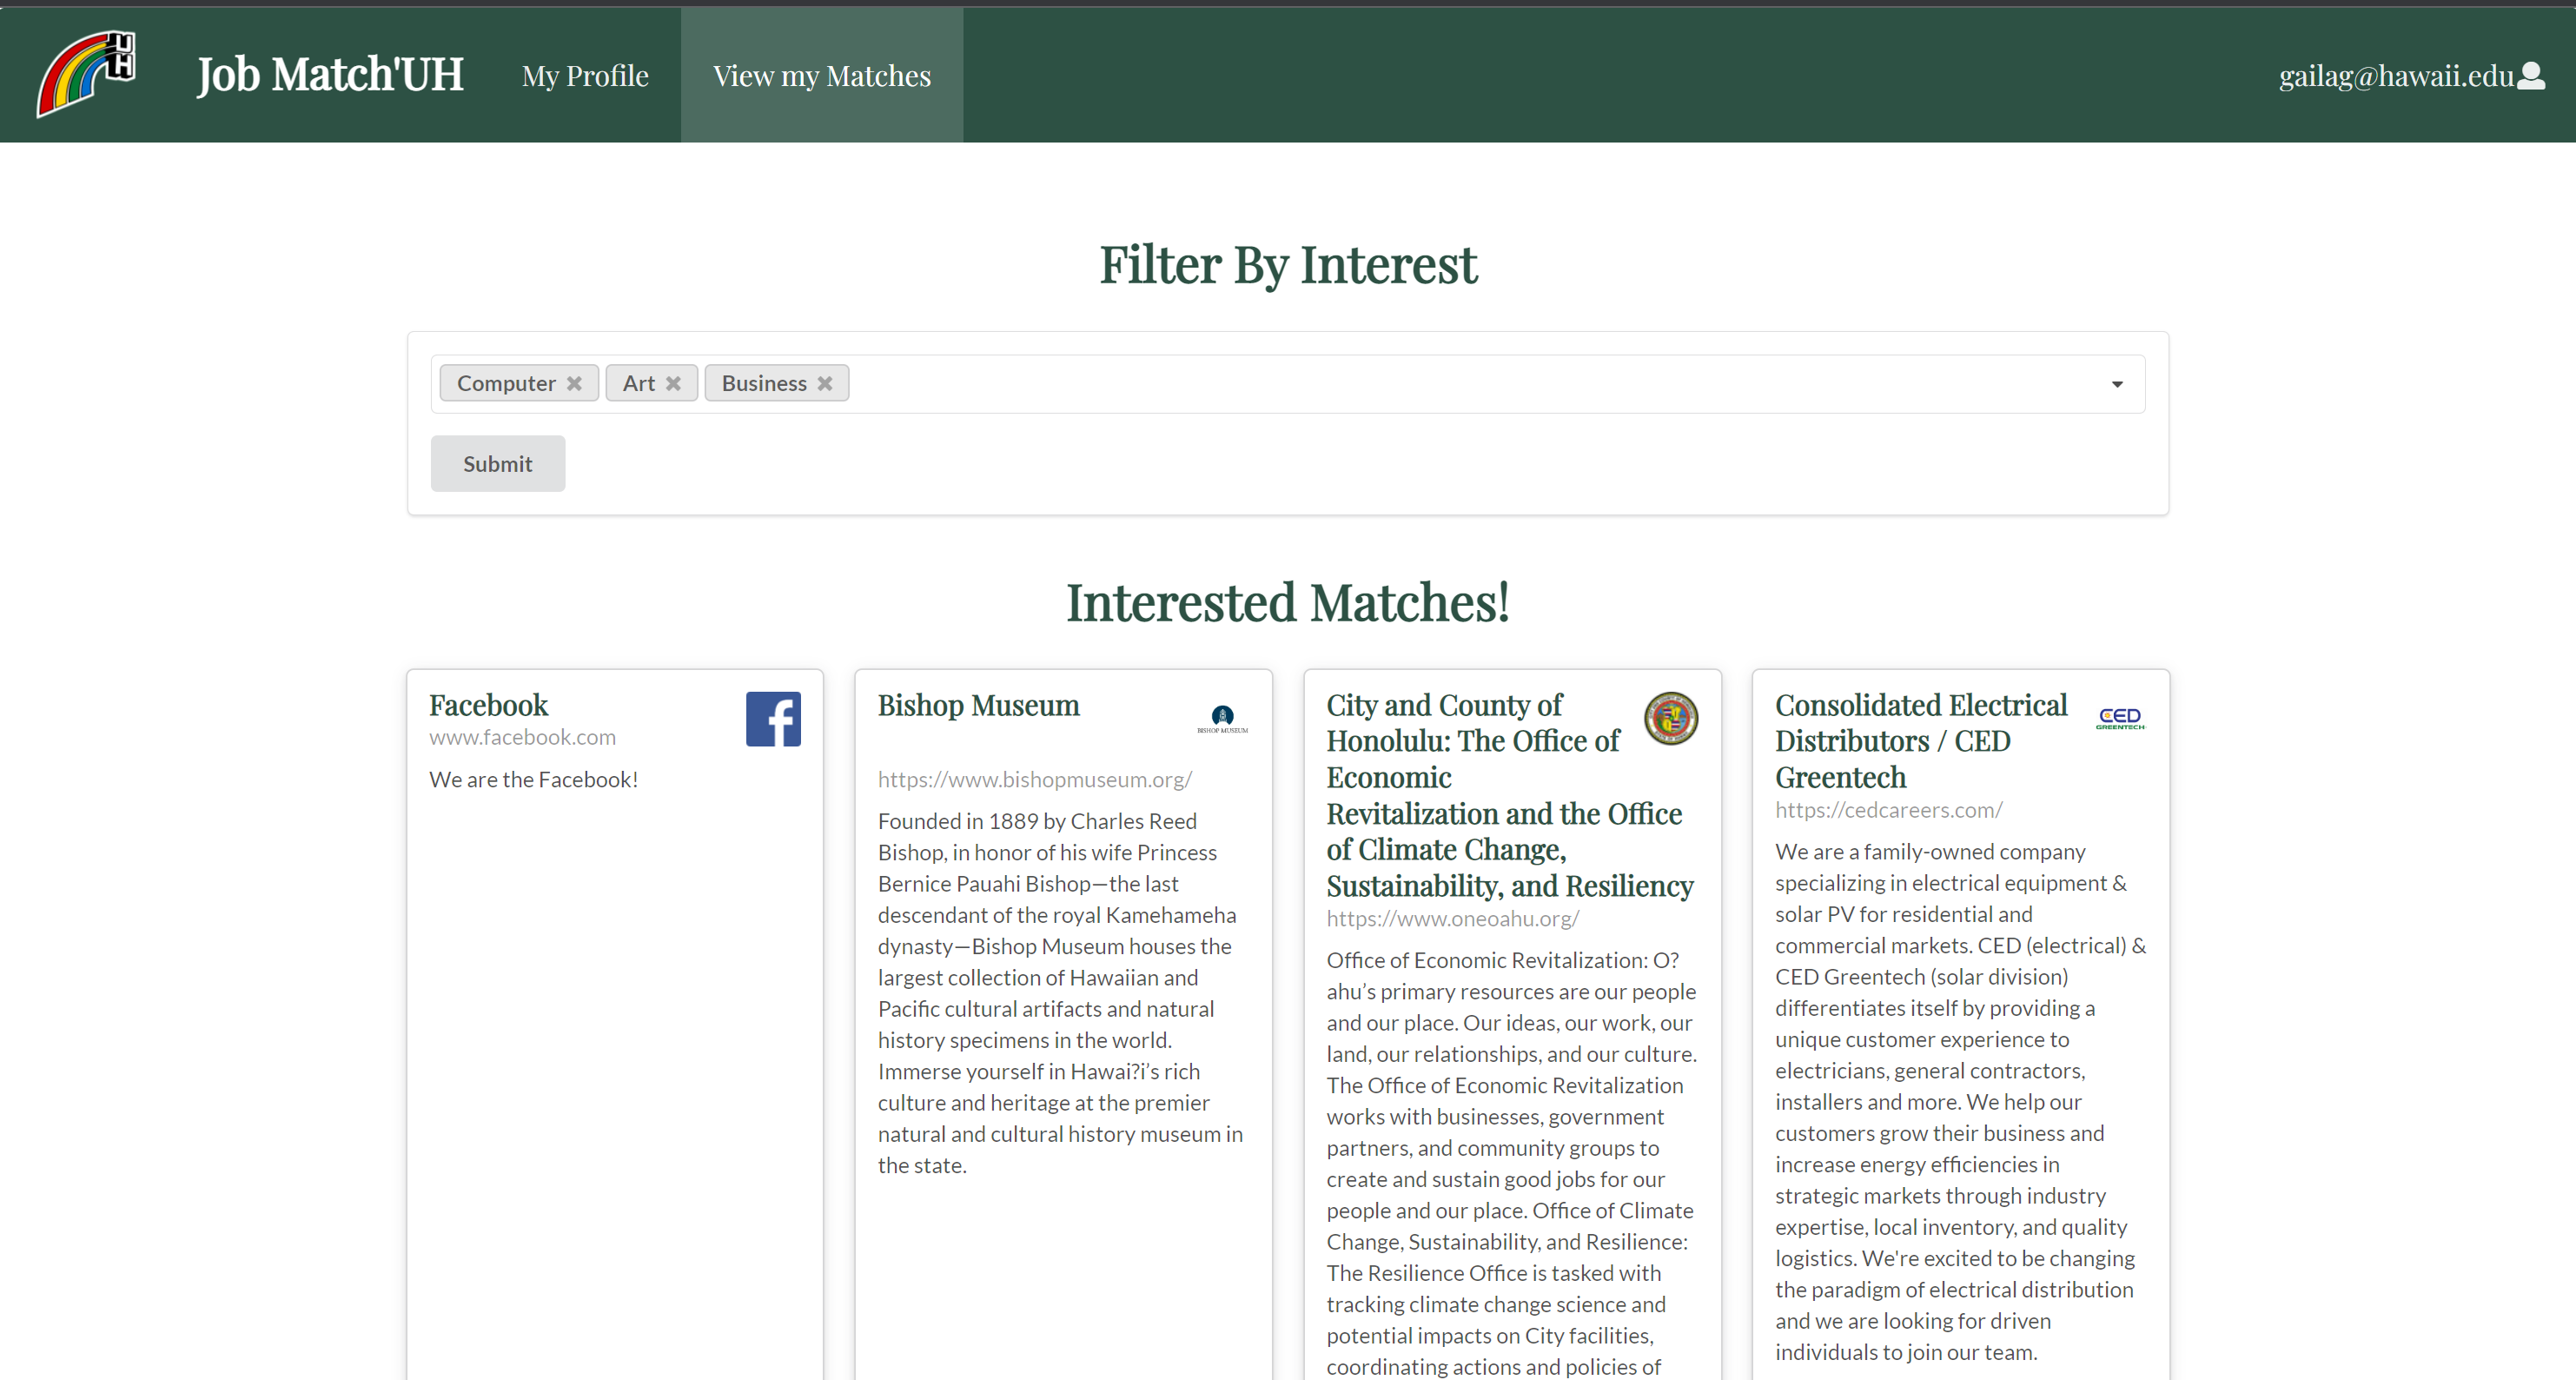 UH
Job Match'UH
My Profile
View my Matches
gailag@hawaii.edu
Filter By Interest
Computer
Art
Business
Submit
Interested Matches!
Facebook
www.facebook.com
We are the Facebook!
Bishop Museum
BISHOP MUSEUM
https://www.bishopmuseum.org/
Founded in 1889 by Charles Reed
Bishop, in honor of his wife Princess
Bernice Pauahi Bishop—the last
descendant of the royal Kamehameha
dynasty—Bishop Museum houses the
largest collection of Hawaiian and
Pacific cultural artifacts and natural
history specimens in the world.
Immerse yourself in Hawai?i’s rich
culture and heritage at the premier
natural and cultural history museum in
the state.
City and County of
Honolulu: The Office of
Economic
Revitalization and the Office
of Climate Change,
Sustainability, and Resiliency
https://www.oneoahu.org/
Office of Economic Revitalization: O?
ahu’s primary resources are our people
and our place. Our ideas, our work, our
land, our relationships, and our culture.
The Office of Economic Revitalization
works with businesses, government
partners, and community groups to
create and sustain good jobs for our
people and our place. Office of Climate
Change, Sustainability, and Resilience:
The Resilience Office is tasked with
tracking climate change science and
potential impacts on City facilities,
coordinating actions and policies of
Consolidated Electrical
Distributors / CED
Greentech
CED
GREENTECH
https://cedcareers.com/
We are a family-owned company
specializing in electrical equipment &
solar PV for residential and
commercial markets. CED (electrical) &
CED Greentech (solar division)
differentiates itself by providing a
unique customer experience to
electricians, general contractors,
installers and more. We help our
customers grow their business and
increase energy efficiencies in
strategic markets through industry
expertise, local inventory, and quality
logistics. We're excited to be changing
the paradigm of electrical distribution
and we are looking for driven
individuals to join our team.